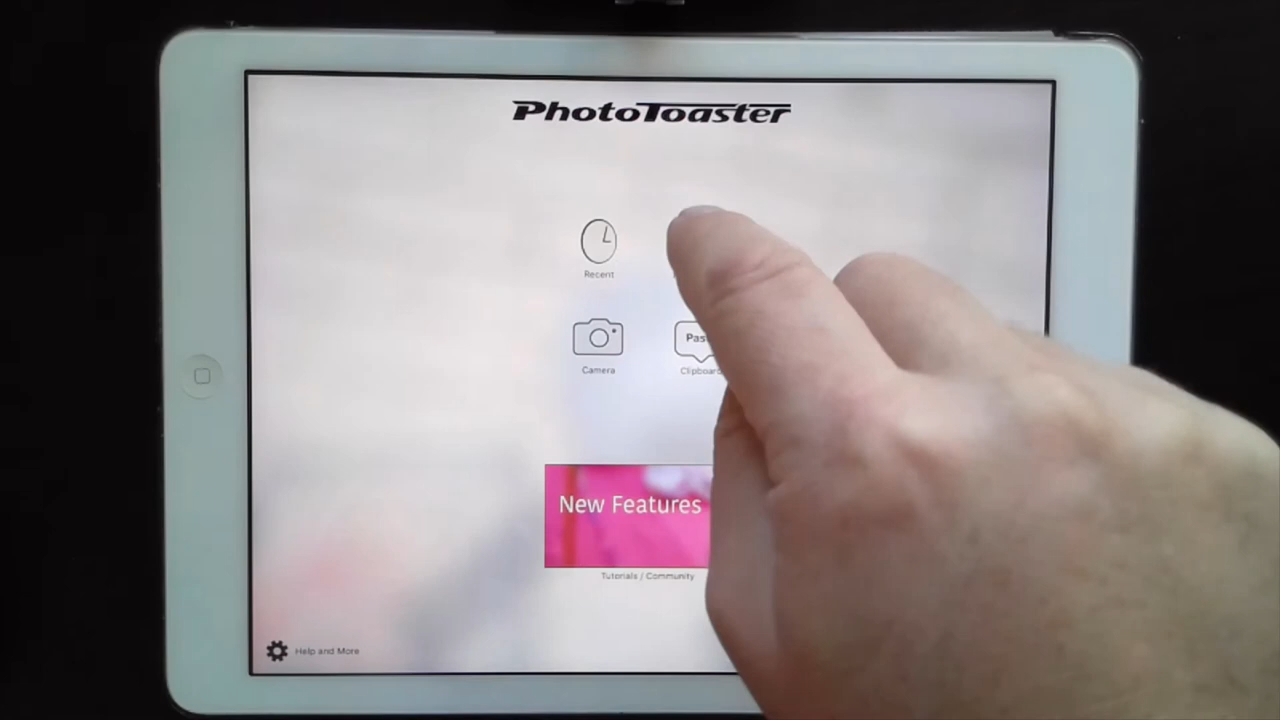 PhotoToaster
Recent
Camera
Clipboard
New Features
Tutorials / Community
Help and More